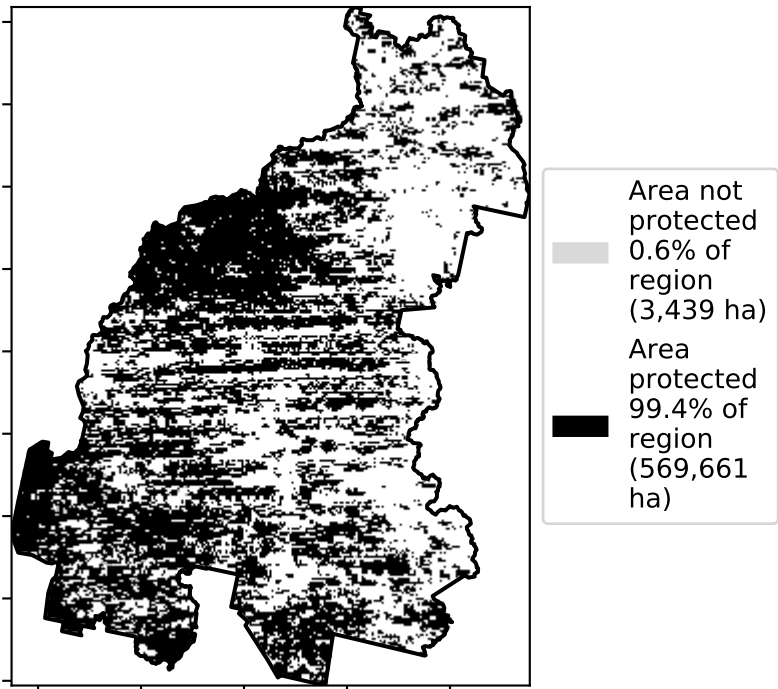 Area not
protected
0.6% of
region
(3,439 ha)
Area
protected
99.4% of
region
(569,661
ha)